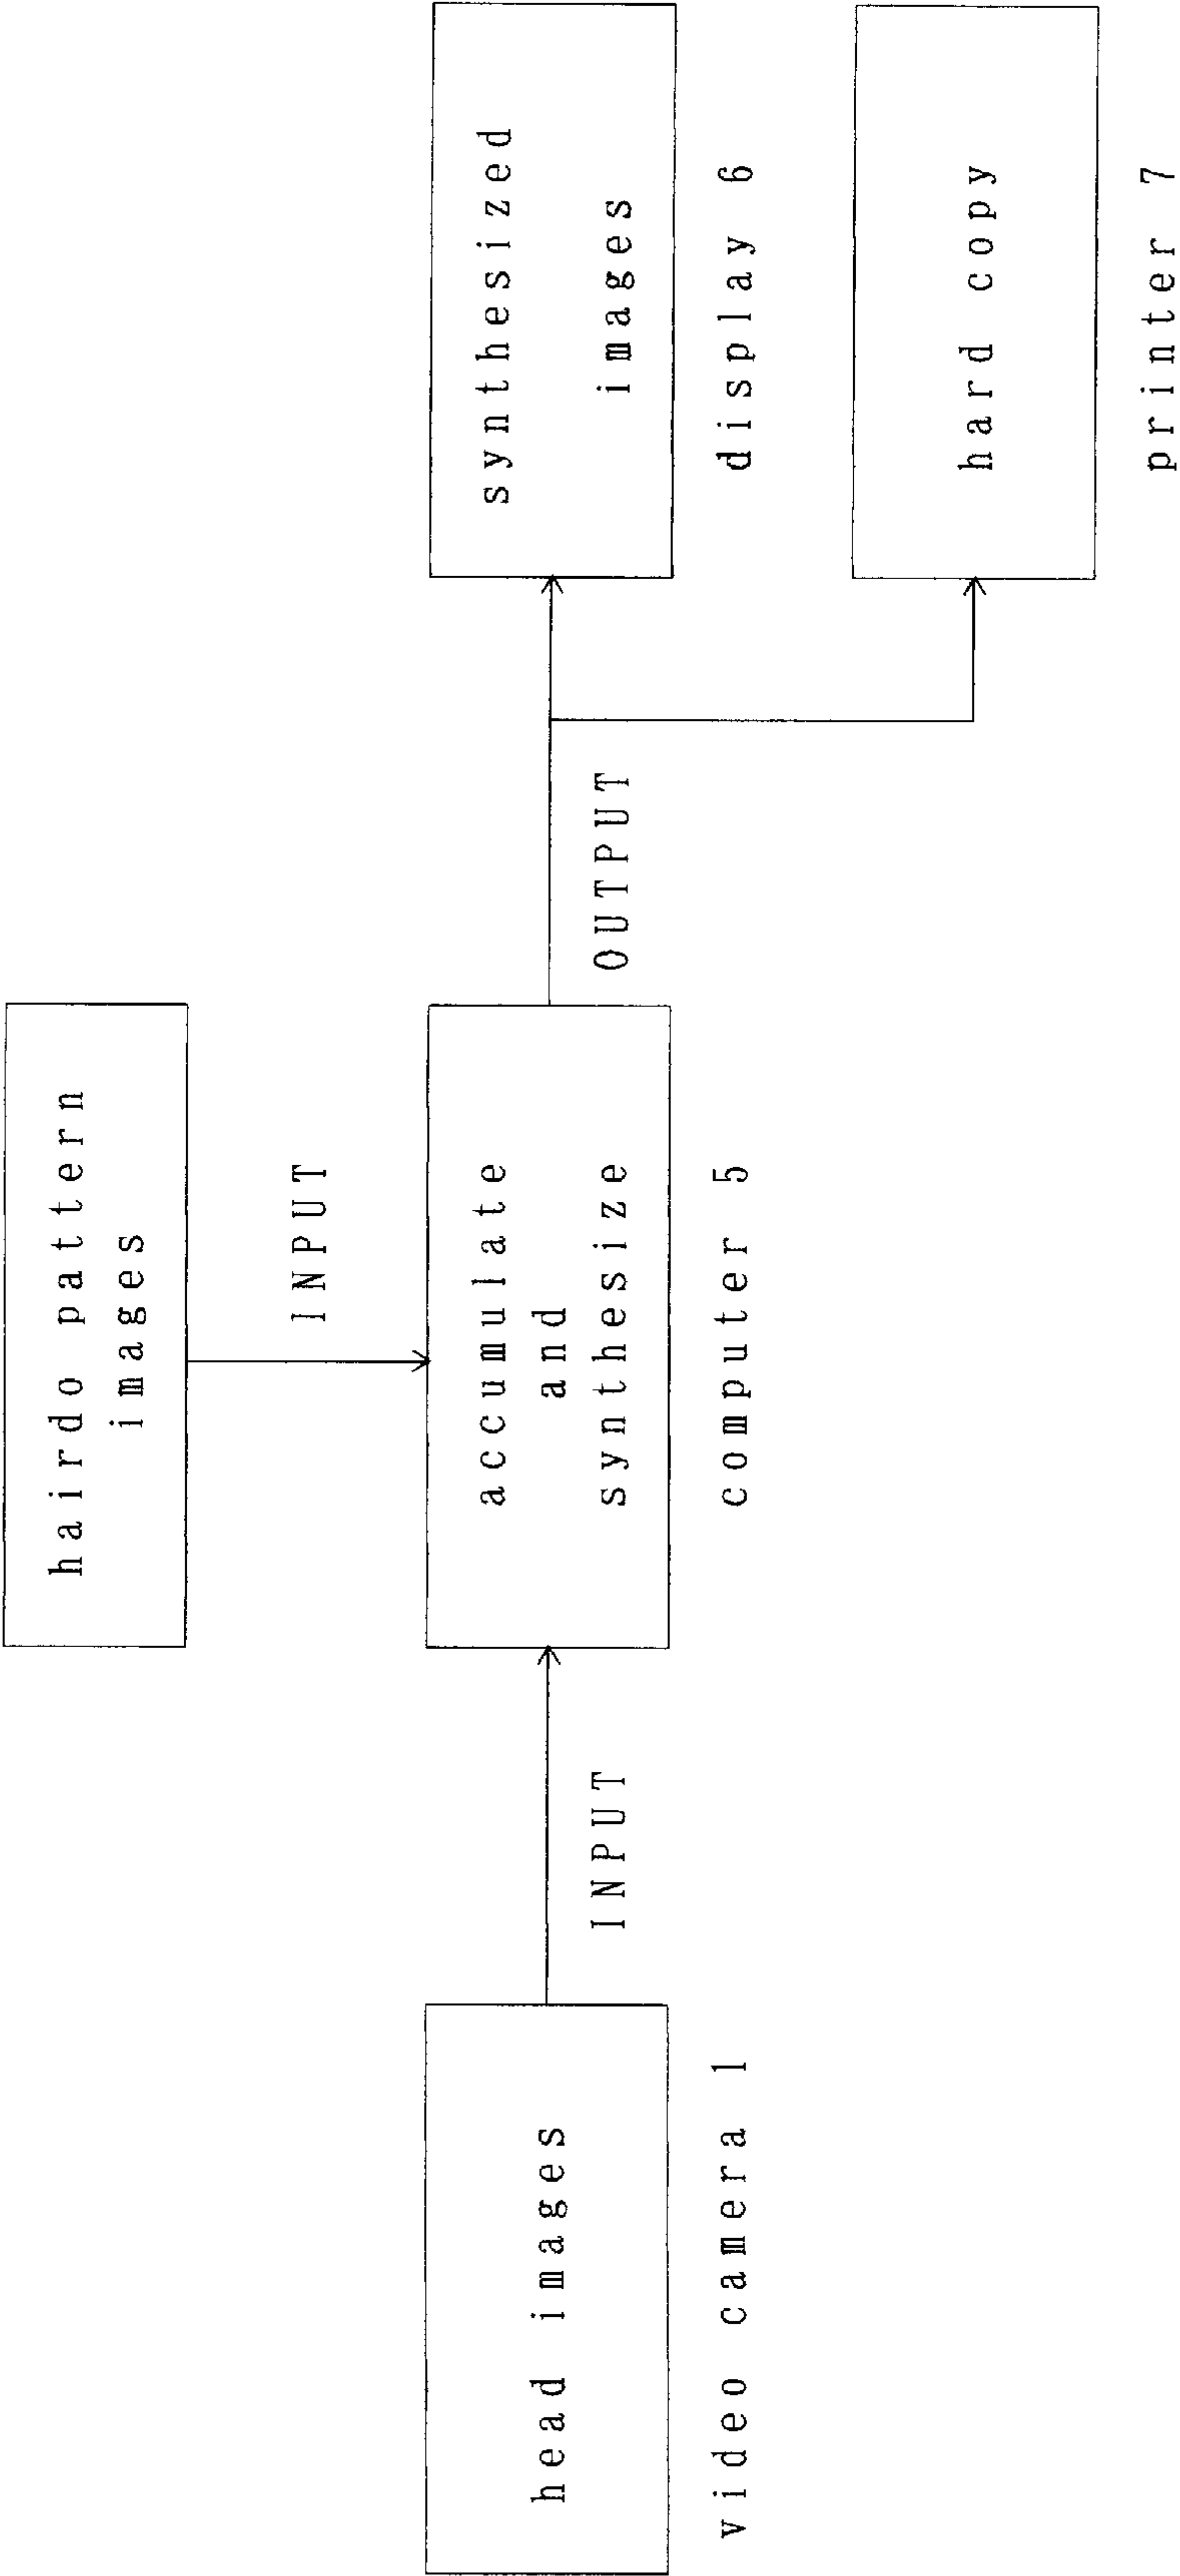 hairdo pattern
images
INPUT
head images
video camera 1
INPUT
accumulate
and
synthesize
computer 5
OUTPUT
synthesized
images
display 6
hard copy
printer 7